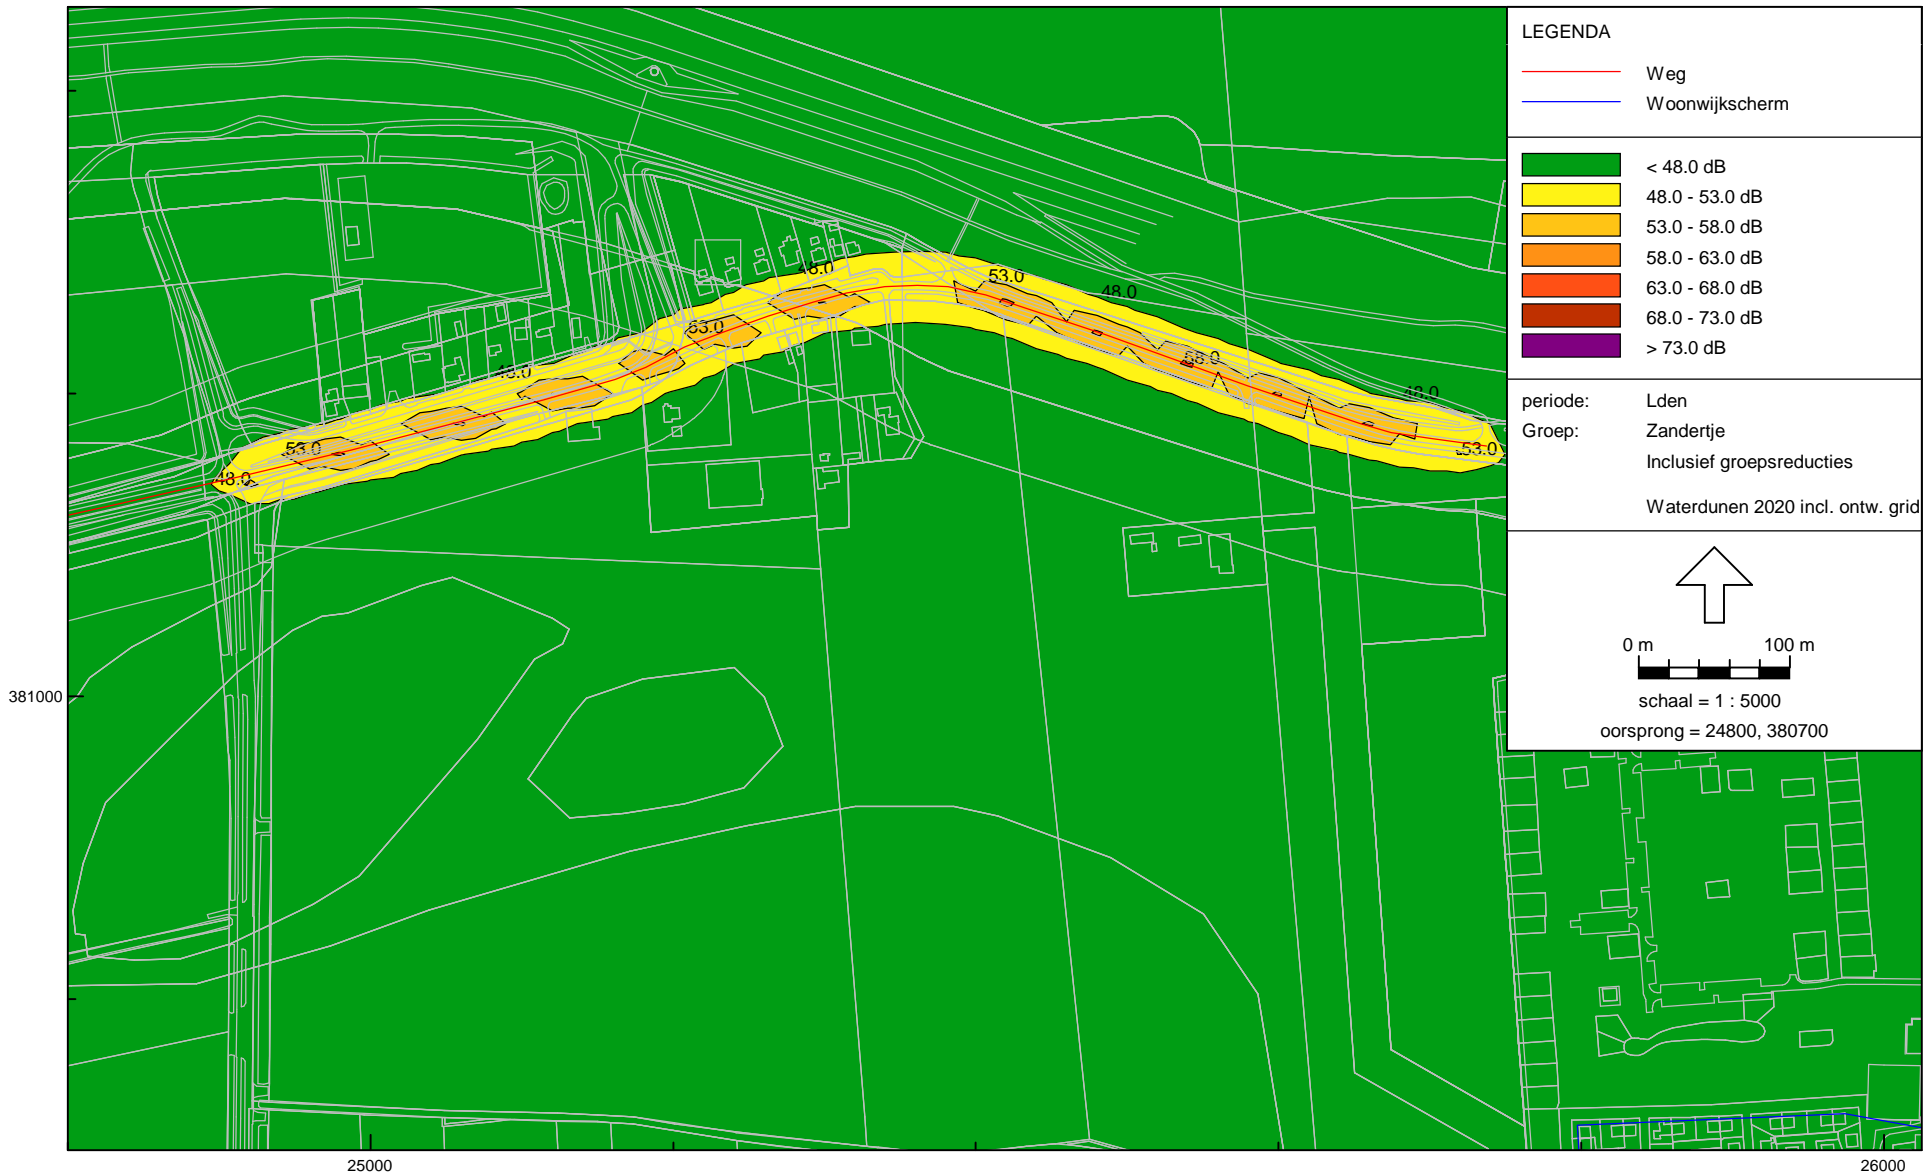 LEGENDA
Weg
Woonwijkscherm
< 48.0 dB
48.0 - 53.0 dB
53.0 - 58.0 dB
58.0 - 63.0 dB
63.0 - 68.0 dB
68.0 - 73.0 dB
> 73.0 dB
periode: Lden
Groep: Zandertje
Inclusief groepsreducties
Waterdunen 2020 incl. ontw. grid
0 m 100 m
schaal = 1 : 5000
oorsprong = 24800, 380700
48.0
53.0
48.0
53.0
48.0
58.0
48.0
48.0
53.0
53.0
48.0
381000
25000
26000